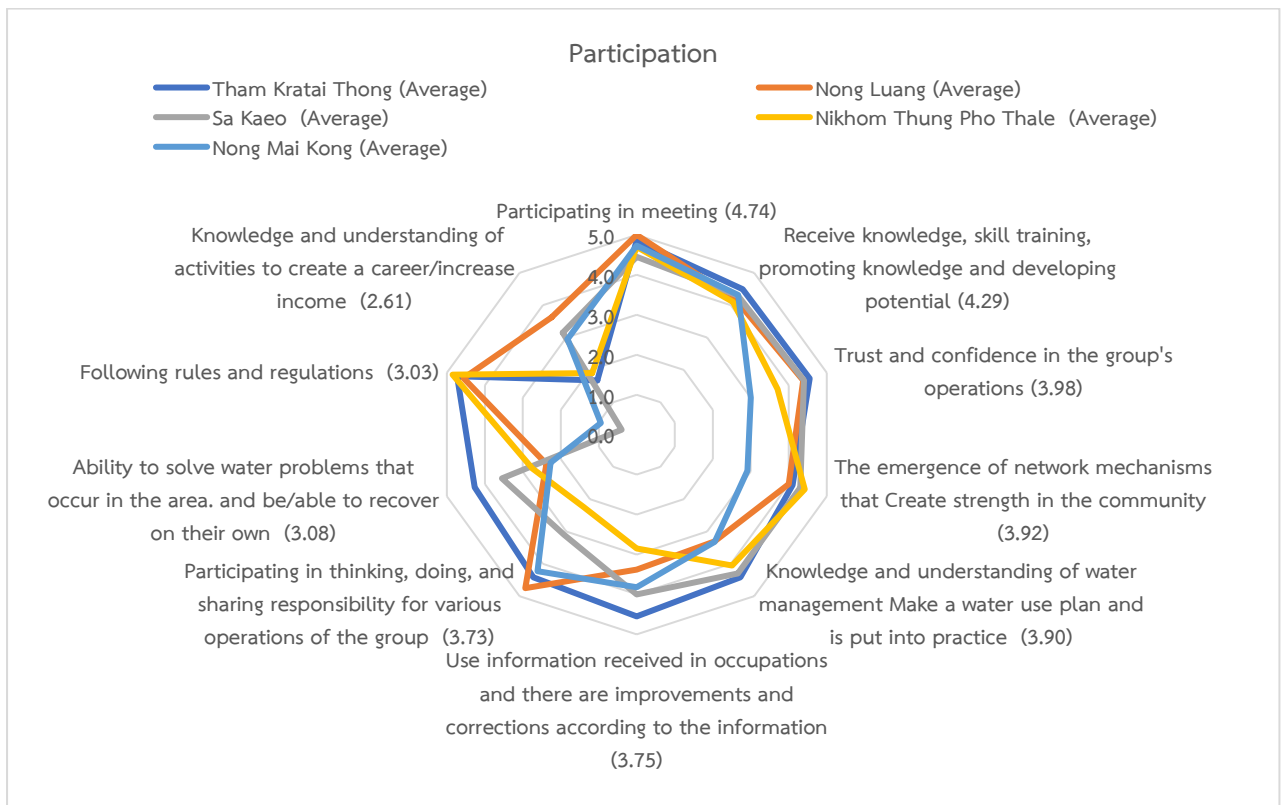 Participation
Tham Kratai Thong (Average)
Nong Luang (Average)
Sa Kaeo (Average)
Nikhom Thung Pho Thale (Average)
Nong Mai Kong (Average)
Participating in meeting (4.74)
Receive knowledge, skill training,
promoting knowledge and developing
potential (4.29)
Trust and confidence in the group's
operations (3.98)
The emergence of network mechanisms
that Create strength in the community
(3.92)
Knowledge and understanding of water
management Make a water use plan and
is put into practice (3.90)
Use information received in occupations
and there are improvements and
corrections according to the information
(3.75)
Participating in thinking, doing, and
sharing responsibility for various
operations of the group (3.73)
Ability to solve water problems that
occur in the area. and be/able to recover
on their own (3.08)
Following rules and regulations (3.03)
Knowledge and understanding of
activities to create a career/increase
income (2.61)
5.0
4.0
3.0
2.0
1.0
0.0